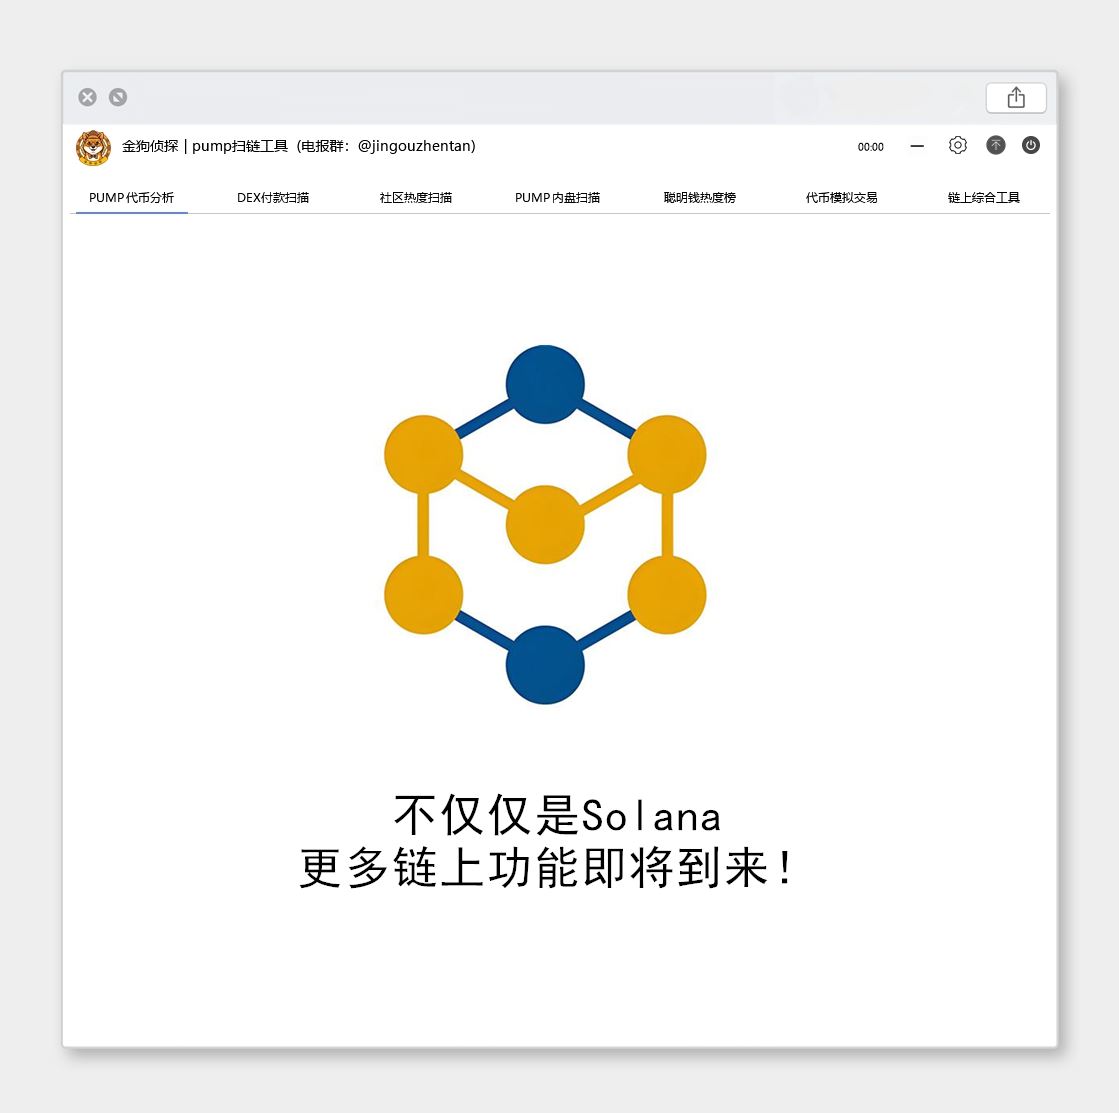 金狗侦探 | pump扫链工具（电报群：@jingouzhentan）
00:00
PUMP代币分析 DEX付款扫描 社区热度扫描 PUMP内盘扫描 聪明钱热度榜 代币模拟交易 链上综合工具
不仅仅是Solana
更多链上功能即将到来！